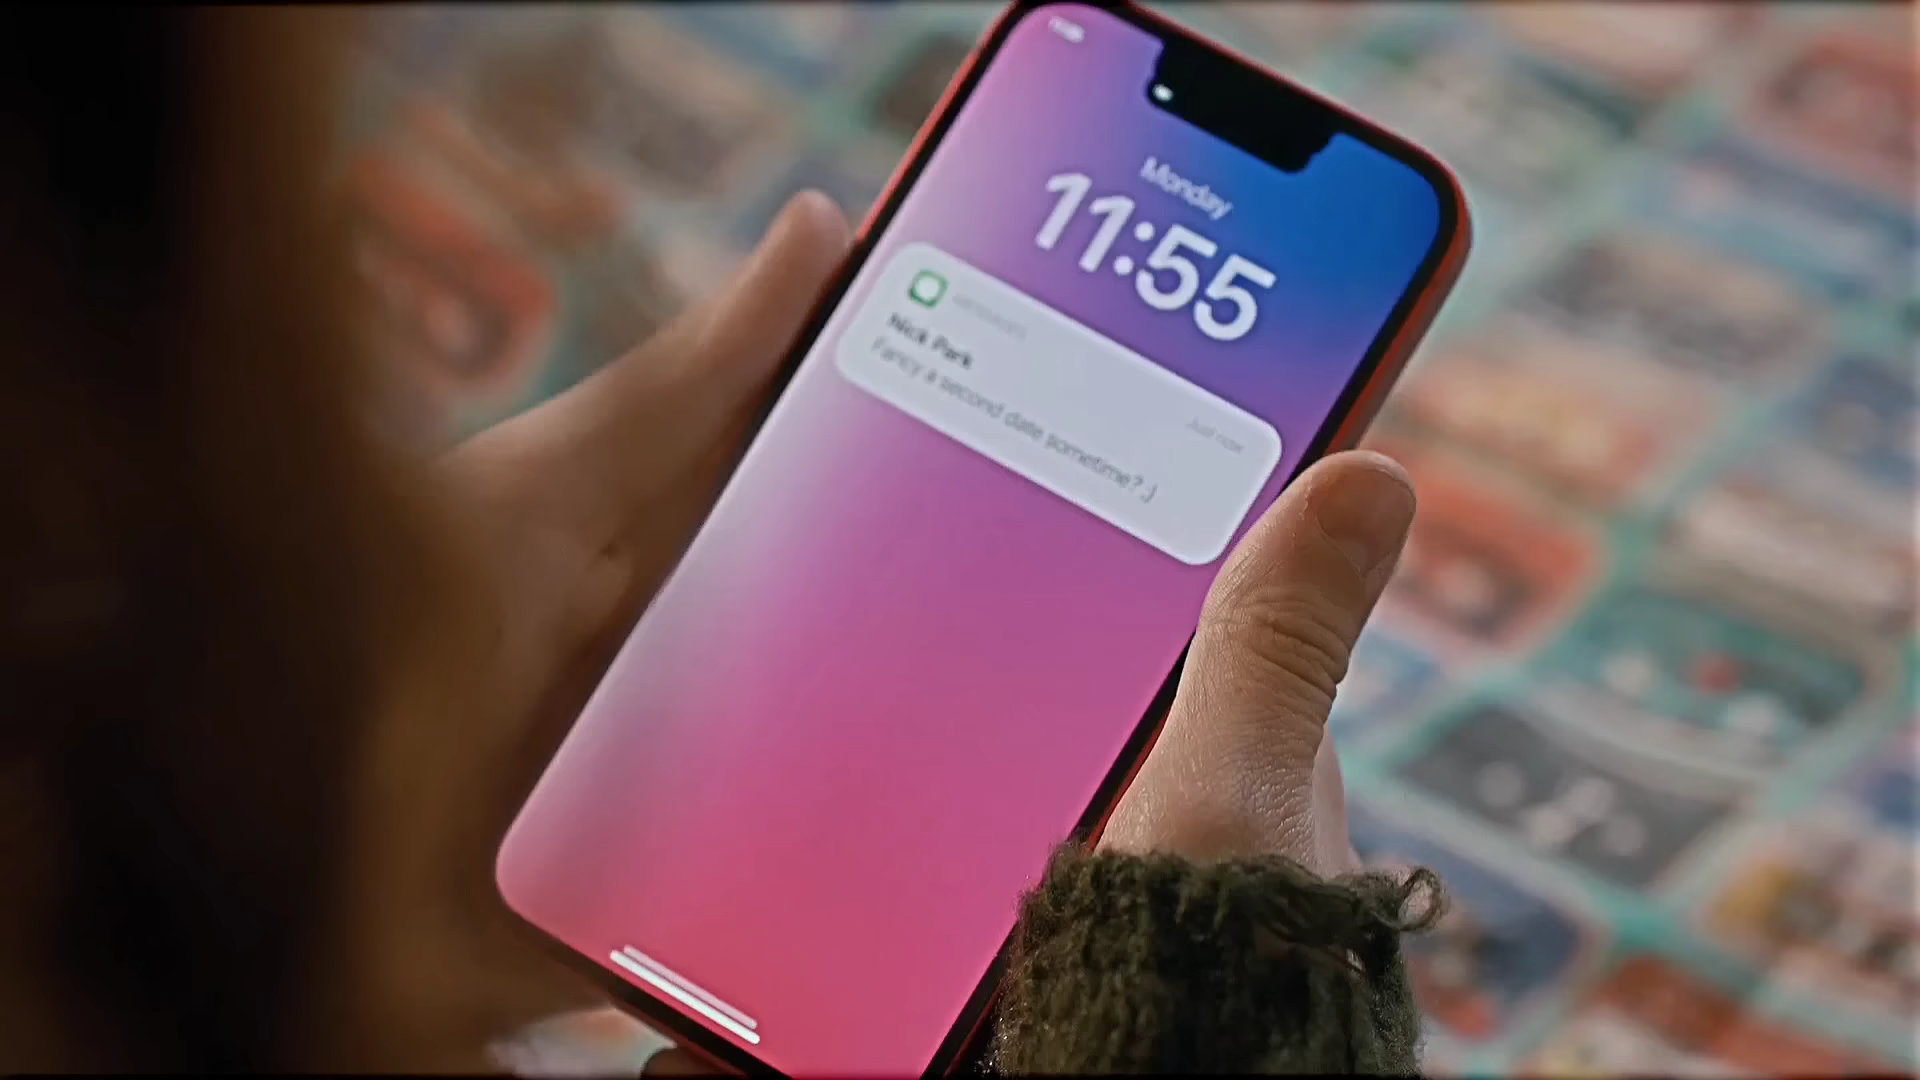 Monday
11:55
Nick Park
Just now
Fancy a second date sometime? ;)